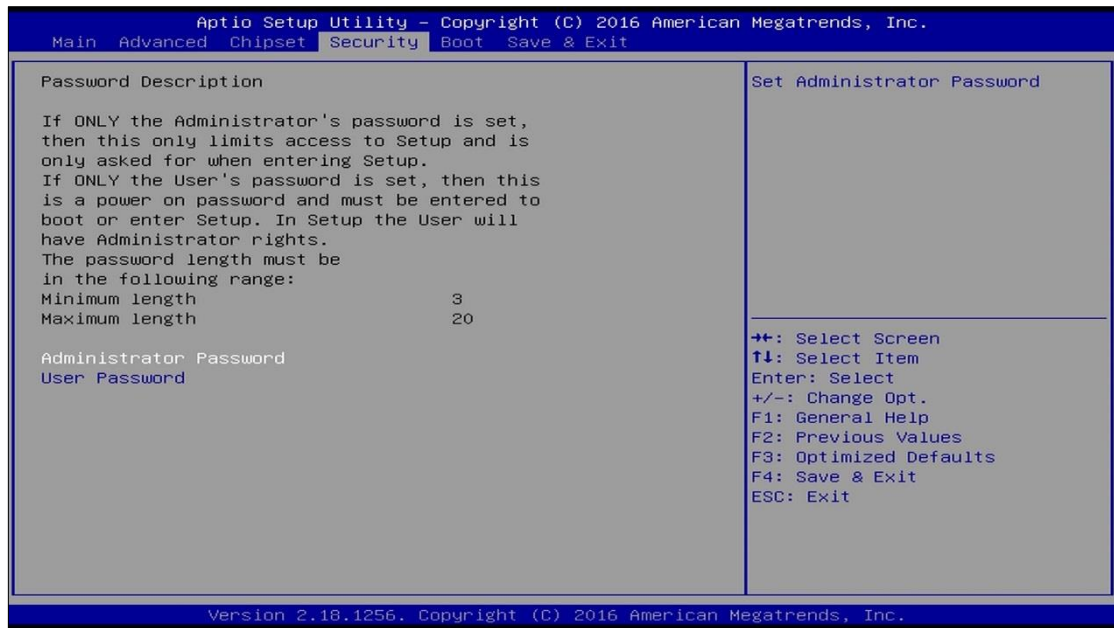 Aptio Setup Utility – Copyright (C) 2016 American Megatrends, Inc.
Main Advanced Chipset Security Boot Save & Exit
Password Description
If ONLY the Administrator's password is set,
then this only limits access to Setup and is
only asked for when entering Setup.
If ONLY the User's password is set, then this
is a power on password and must be entered to
boot or enter Setup. In Setup the User will
have Administrator rights.
The password length must be
in the following range:
Minimum length 3
Maximum length 20
Administrator Password
User Password
Set Administrator Password
→←: Select Screen
↑↓: Select Item
Enter: Select
+/-: Change Opt.
F1: General Help
F2: Previous Values
F3: Optimized Defaults
F4: Save & Exit
ESC: Exit
Version 2.18.1256. Copyright (C) 2016 American Megatrends, Inc.